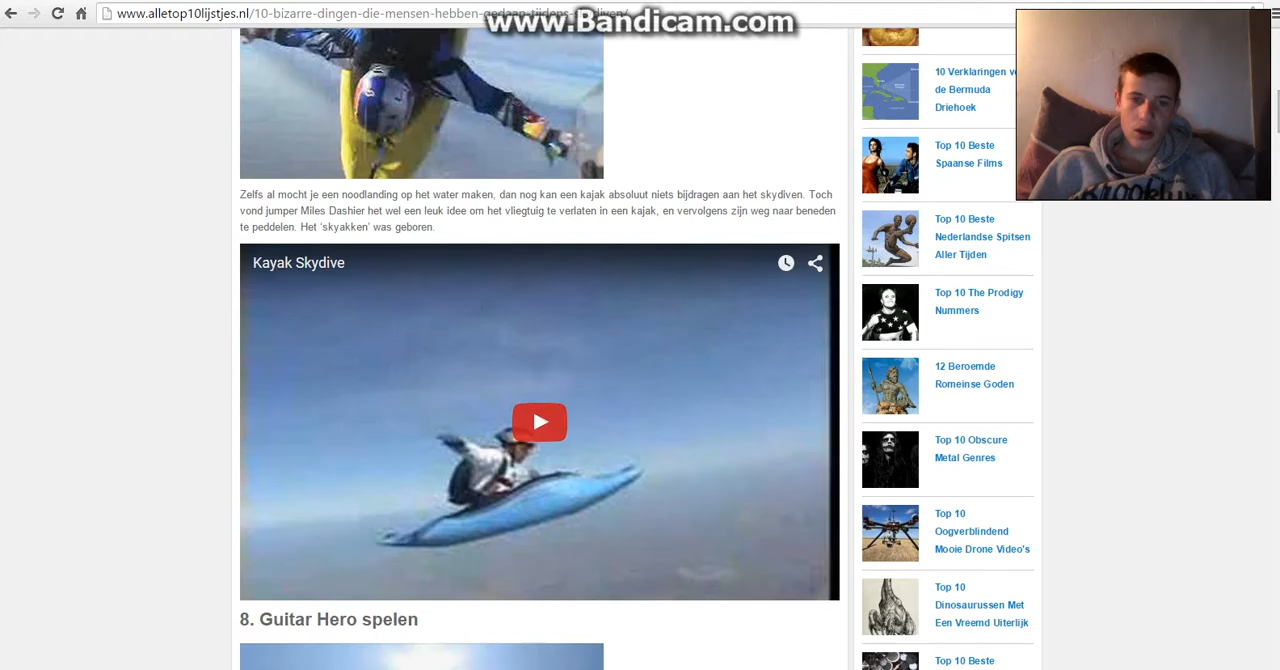 www.alletop10lijstjes.nl/10-bizarre-dingen-die-mensen-hebben-gedaan-tijdens
www.Bandicam.com
Zelfs al mocht je een noodlanding op het water maken, dan nog kan een kajak absoluut niets bijdragen aan het skydiven. Toch
vond jumper Miles Dashier het wel een leuk idee om het vliegtuig te verlaten in een kajak, en vervolgens zijn weg naar beneden
te peddelen. Het 'skyakken' was geboren.
Kayak Skydive
8. Guitar Hero spelen
10 Verklaringen
de Bermuda
Driehoek
Top 10 Beste
Spaanse Films
Top 10 Beste
Nederlandse Spitsen
Aller Tijden
Top 10 The Prodigy
Nummers
12 Beroemde
Romeinse Goden
Top 10 Obscure
Metal Genres
Top 10
Oogverblindend
Mooie Drone Video's
Top 10
Dinosaurussen Met
Een Vreemd Uiterlijk
Top 10 Beste